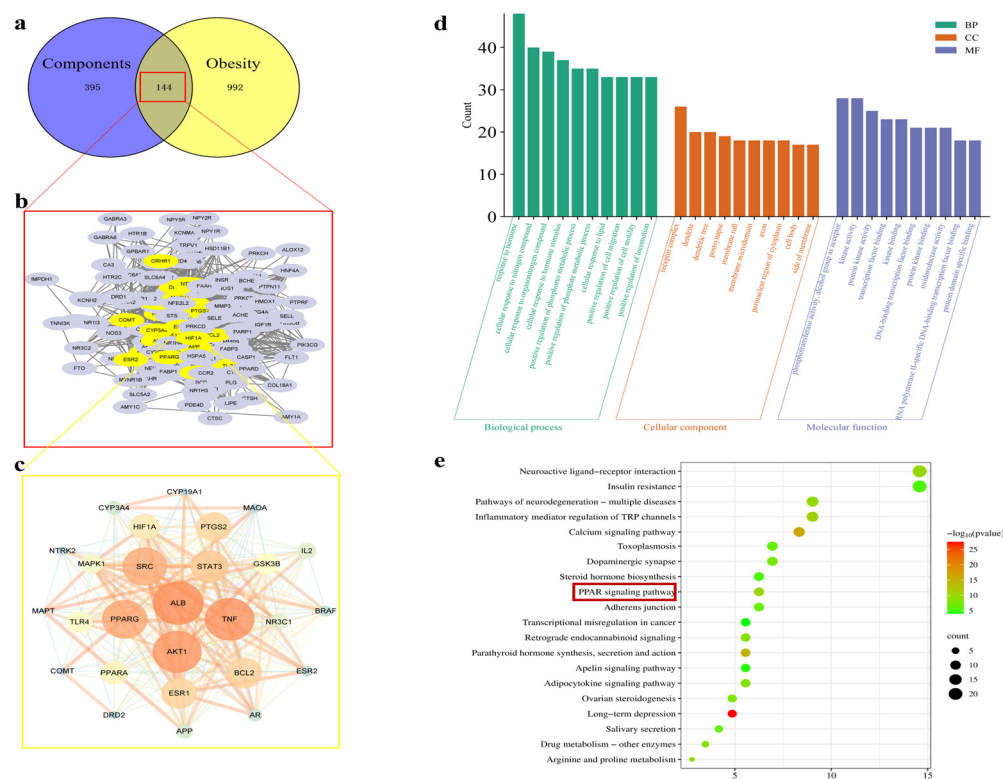 a
Components
Obesity
395
144
992
b
GABRA3
NPY5R
NPY2R
GABRA6
HTR1B
KCNMA
NPY1R
GPBAR1
TRPV1
HSD11B1
CRHR1
PRKCH
ALOX12
CA3
HNF4A
IMPDH1
HTR2C
FAAH
INSR
BCHE
PTPN11
DRD1
NFE2L2
PTGS
MMP3
HMOX1
PTPRF
KCNH2
STS
SELE
ACHE
SELL
COMT
TNNI3K
NR1I3
CYP3A
PRKCD
IGF1R
NOS3
BCL2
PARP1
HIF1A
NR3C2
APP
FABP3
PIK3CG
ESR2
PPARG
HSPA5
CASP1
FLT1
FTO
FABP1
CCR2
PPARD
MTNR1B
PLG
COL18A1
SLC5A2
NR1H3
CTSH
AMY1C
PDE4D
LIPE
AMY1A
CTSC
c
CYP19A1
CYP3A4
MAOA
HIF1A
PTGS2
NTRK2
IL2
MAPK1
SRC
STAT3
GSK3B
ALB
MAPT
PPARG
TNF
BRAF
TLR4
NR3C1
AKT1
COMT
PPARA
BCL2
ESR2
ESR1
DRD2
AR
APP
d
BP
CC
MF
Count
40
30
20
10
0
response to hormone
cellular response to nitrogen compound
cellular response to organonitrogen compound
cellular response to hormone stimulus
positive regulation of phosphorus metabolic process
positive regulation of phosphate metabolic process
cellular response to lipid
positive regulation of cell migration
positive regulation of cell motility
positive regulation of locomotion
receptor complex
dendrite
dendritic tree
postsynapse
membrane raft
membrane microdomain
axon
perinuclear region of cytoplasm
cell body
side of membrane
phosphotransferase activity, alcohol group as acceptor
kinase activity
protein kinase activity
transcription factor binding
DNA-binding transcription factor binding
protein kinase binding
oxidoreductase activity
RNA polymerase II-specific DNA-binding transcription factor binding
protein domain specific binding
Biological process
Cellular component
Molecular function
e
Neuroactive ligand−receptor interaction
Insulin resistance
Pathways of neurodegeneration − multiple diseases
Inflammatory mediator regulation of TRP channels
Calcium signaling pathway
Toxoplasmosis
Dopaminergic synapse
Steroid hormone biosynthesis
PPAR signaling pathway
Adherens junction
Transcriptional misregulation in cancer
Retrograde endocannabinoid signaling
Parathyroid hormone synthesis, secretion and action
Apelin signaling pathway
Adipocytokine signaling pathway
Ovarian steroidogenesis
Long−term depression
Salivary secretion
Drug metabolism − other enzymes
Arginine and proline metabolism
5
10
15
−log10(pvalue)
25
20
15
10
5
count
5
10
15
20